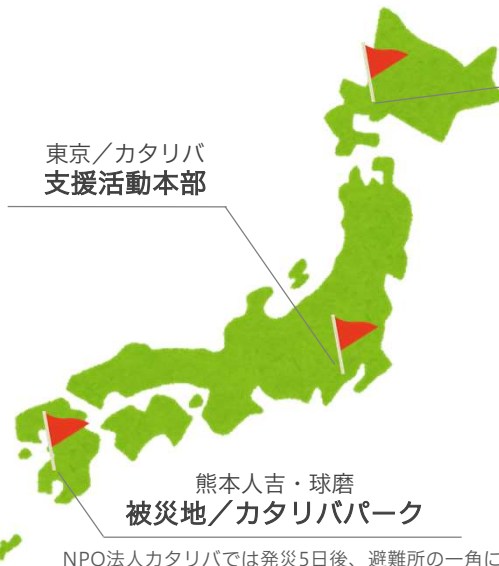 東京／カタリバ
支援活動本部
熊本人吉・球磨
被災地／カタリバパーク
NPO法人カタリバでは発災5日後、避難所の一角に